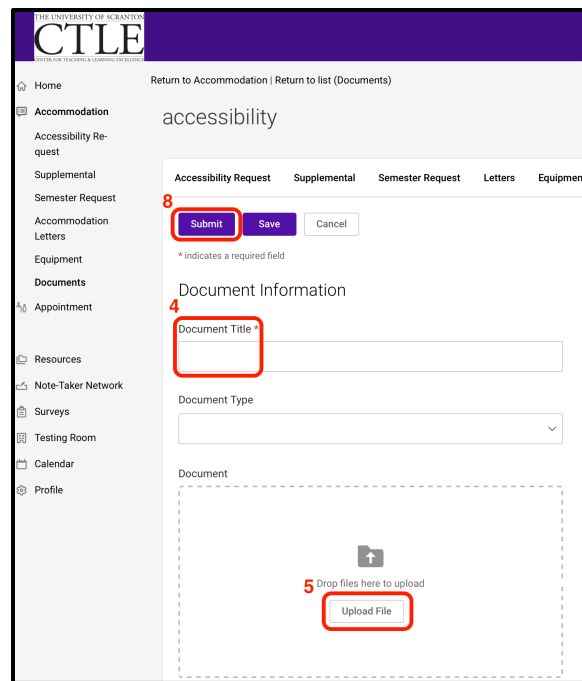 THE UNIVERSITY OF SCRANTON
CTLE
CENTER FOR TEACHING & LEARNING EXCELLENCE
Home
Accommodation
Accessibility Re-
quest
Supplemental
Semester Request
Accommodation
Letters
Equipment
Documents
Appointment
Resources
Note-Taker Network
Surveys
Testing Room
Calendar
Profile
Return to Accommodation | Return to list (Documents)
accessibility
Accessibility Request Supplemental Semester Request Letters Equipmen
8
Submit Save Cancel
* indicates a required field
Document Information
4
Document Title *
Document Type
Document
Drop files here to upload
5
Upload File